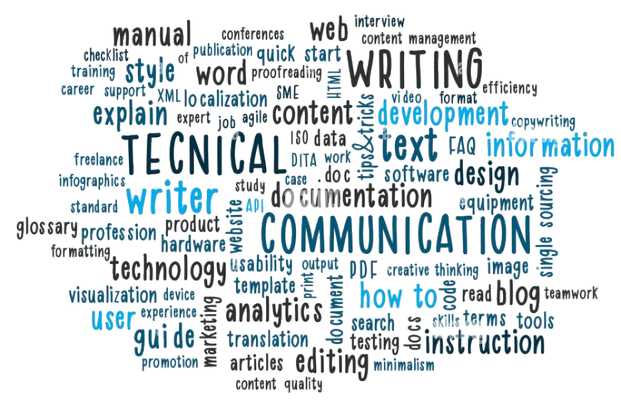 manual
conferences
web
interview
content management
checklist
of
publication
quick start
training
style
word
proofreading
HTML
WRITING
career
support
XML
localization
SME
video
format
efficiency
explain
expert
job
agile
content
tips&tricks
development
copywriting
TECNICAL
ISO
data
text
FAQ
information
freelance
DITA
work
infographics
case
.doc
software
design
standard
writer
study
API
documentation
equipment
single sourcing
glossary
profession
product
website
COMMUNICATION
formatting
hardware
technology
usability
output
PDF
creative thinking
image
visualization
device
template
print
document
how to
code
read
blog
teamwork
user
experience
marketing
analytics
search
docs
skills
terms
tools
guide
translation
testing
instruction
promotion
articles
editing
minimalism
content quality